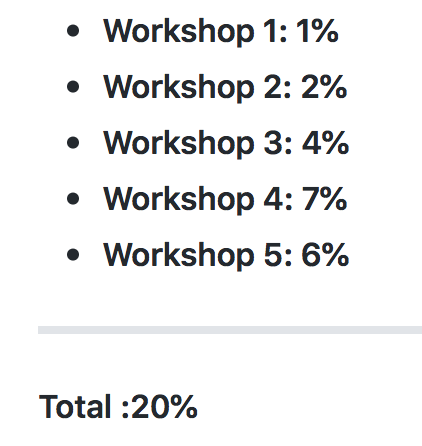 Workshop 1: 1%
Workshop 2: 2%
Workshop 3: 4%
Workshop 4: 7%
Workshop 5: 6%
Total :20%